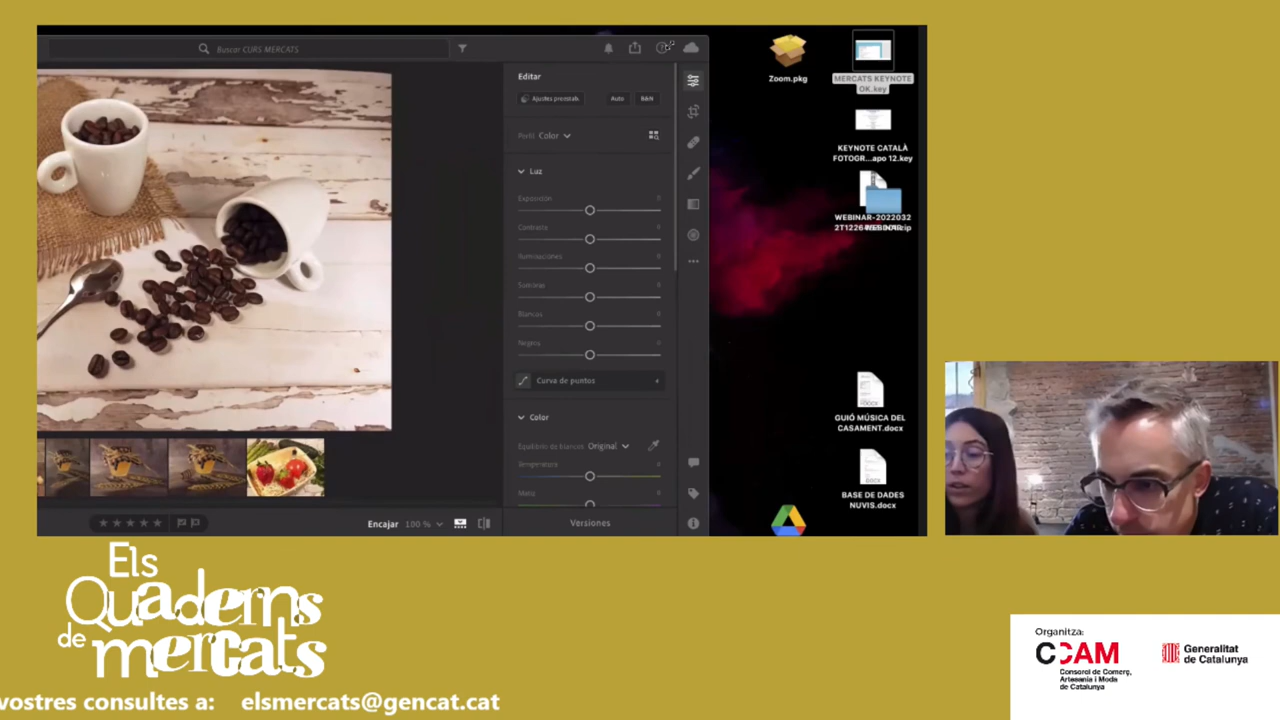 Buscar CURS MERCATS
Editar
Ajustes preestab.
Auto
B&N
Perfil Color
Luz
Exposición
Contraste
Iluminaciones
Sombras
Blancos
Negros
Curva de puntos
Color
Equilibrio de blancos Original
Temperatura
Matiz
Encajar 100 %
Versiones
Zoom.pkg
MERCATS KEYNOTE
OK.key
KEYNOTE CATALÀ
FOTOGR...apo 12.key
WEBINAR-2022032
GUIÓ MÚSICA DEL
CASAMENT.docx
BASE DE DADES
NUVIS.docx
Els
Quaderns
de mercats
vostres consultes a: elsmercats@gencat.cat
Organitza:
CCAM
Consorci de Comerç,
Artesania i Moda
de Catalunya
Generalitat
de Catalunya